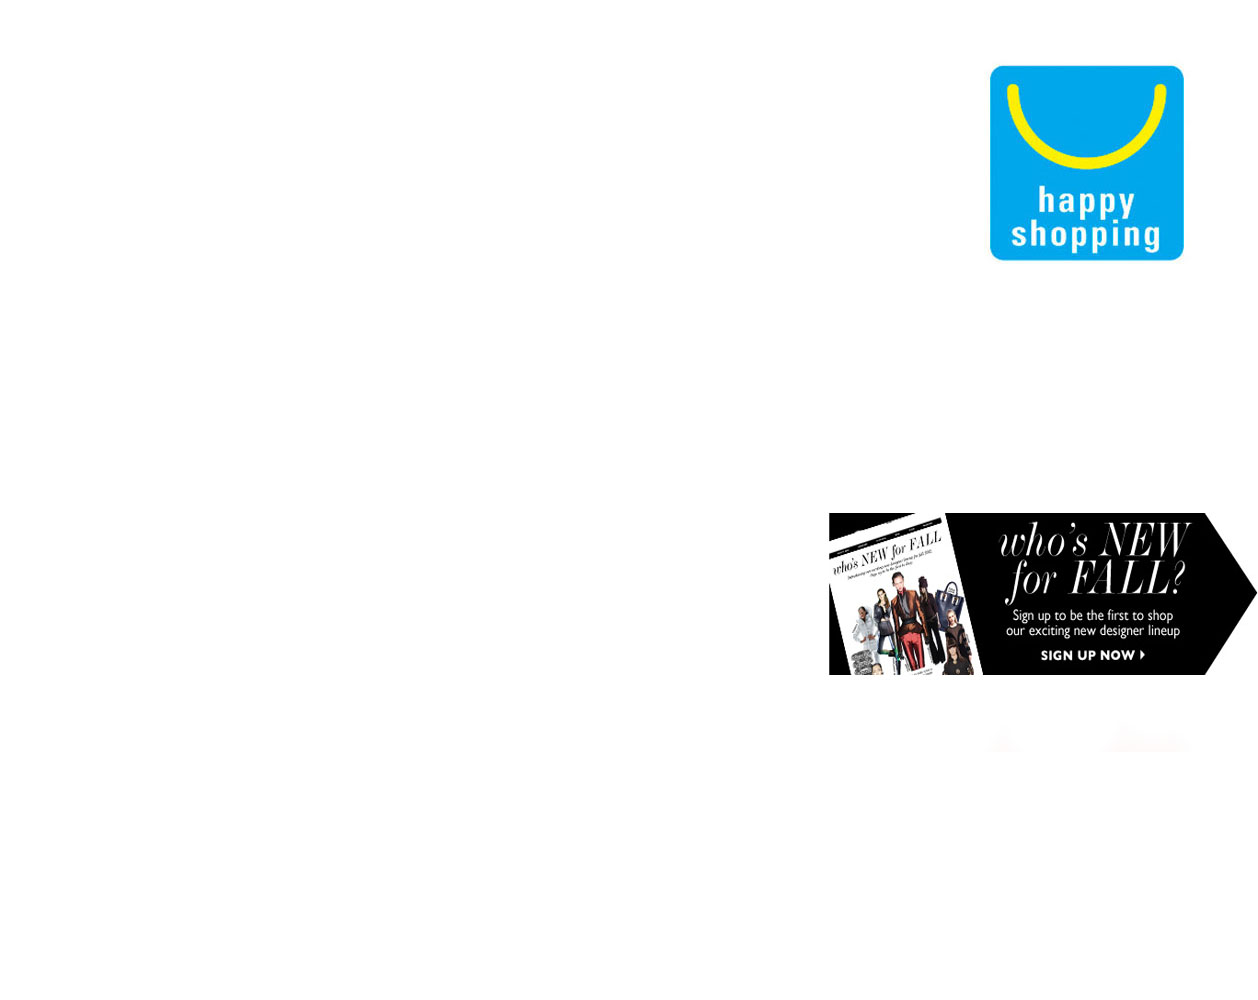 happy
shopping
who's NEW for FALL
who's NEW
for FALL?
Sign up to be the first to shop
our exciting new designer lineup
SIGN UP NOW